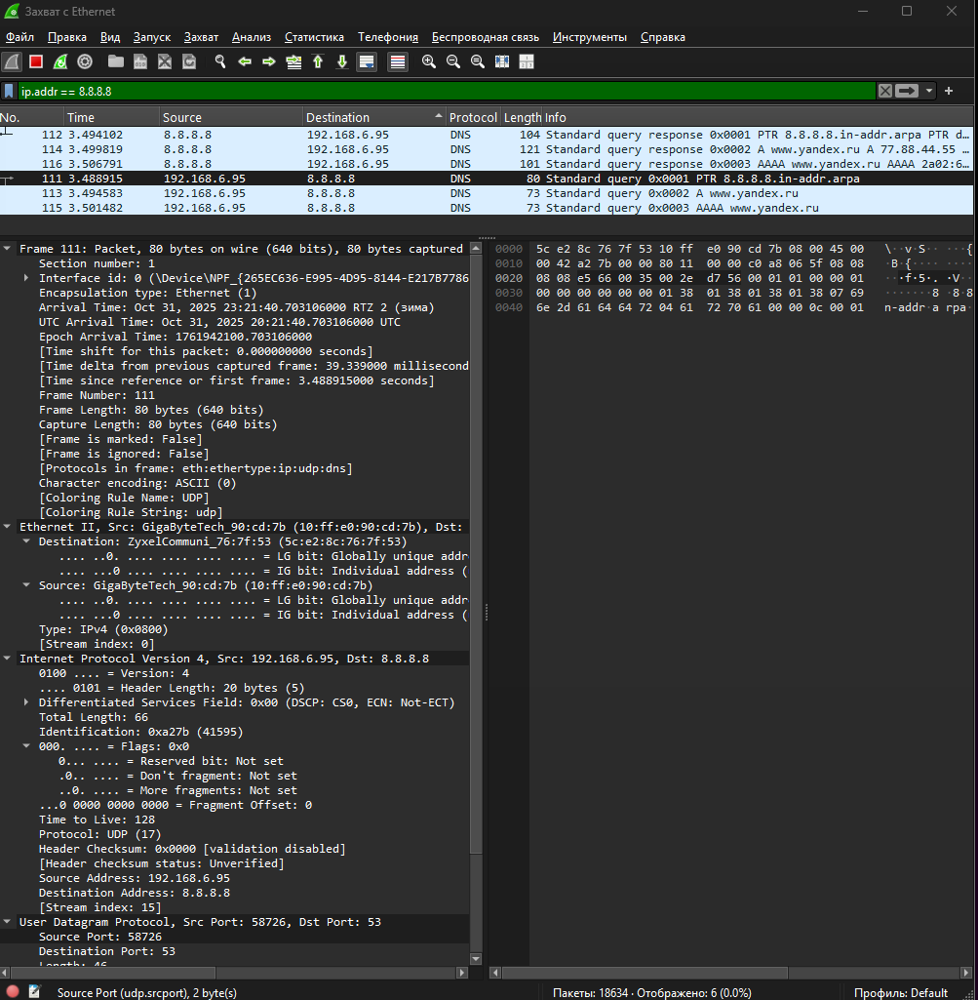 Захват с Ethernet
Файл Правка Вид Запуск Захват Анализ Статистика Телефония Беспроводная связь Инструменты Справка
ip.addr == 8.8.8.8
No. Time Source Destination Protocol Length Info
112 3.494102 8.8.8.8 192.168.6.95 DNS 104 Standard query response 0x0001 PTR 8.8.8.8.in-addr.arpa PTR d…
114 3.499819 8.8.8.8 192.168.6.95 DNS 121 Standard query response 0x0002 A www.yandex.ru A 77.88.44.55 …
116 3.506791 8.8.8.8 192.168.6.95 DNS 101 Standard query response 0x0003 AAAA www.yandex.ru AAAA 2a02:6…
111 3.488915 192.168.6.95 8.8.8.8 DNS 80 Standard query 0x0001 PTR 8.8.8.8.in-addr.arpa
113 3.494583 192.168.6.95 8.8.8.8 DNS 73 Standard query 0x0002 A www.yandex.ru
115 3.501482 192.168.6.95 8.8.8.8 DNS 73 Standard query 0x0003 AAAA www.yandex.ru
Frame 111: Packet, 80 bytes on wire (640 bits), 80 bytes captured
Section number: 1
Interface id: 0 (\Device\NPF_{265EC636-E995-4D95-8144-E217B7786
Encapsulation type: Ethernet (1)
Arrival Time: Oct 31, 2025 23:21:40.703106000 RTZ 2 (зима)
UTC Arrival Time: Oct 31, 2025 20:21:40.703106000 UTC
Epoch Arrival Time: 1761942100.703106000
[Time shift for this packet: 0.000000000 seconds]
[Time delta from previous captured frame: 39.339000 millisecond
[Time since reference or first frame: 3.488915000 seconds]
Frame Number: 111
Frame Length: 80 bytes (640 bits)
Capture Length: 80 bytes (640 bits)
[Frame is marked: False]
[Frame is ignored: False]
[Protocols in frame: eth:ethertype:ip:udp:dns]
Character encoding: ASCII (0)
[Coloring Rule Name: UDP]
[Coloring Rule String: udp]
Ethernet II, Src: GigaByteTech_90:cd:7b (10:ff:e0:90:cd:7b), Dst:
Destination: ZyxelCommuni_76:7f:53 (5c:e2:8c:76:7f:53)
.... ..0. .... .... .... .... = LG bit: Globally unique addr
.... ...0 .... .... .... .... = IG bit: Individual address (
Source: GigaByteTech_90:cd:7b (10:ff:e0:90:cd:7b)
.... ..0. .... .... .... .... = LG bit: Globally unique addr
.... ...0 .... .... .... .... = IG bit: Individual address (
Type: IPv4 (0x0800)
[Stream index: 0]
Internet Protocol Version 4, Src: 192.168.6.95, Dst: 8.8.8.8
0100 .... = Version: 4
.... 0101 = Header Length: 20 bytes (5)
Differentiated Services Field: 0x00 (DSCP: CS0, ECN: Not-ECT)
Total Length: 66
Identification: 0xa27b (41595)
000. .... = Flags: 0x0
0... .... = Reserved bit: Not set
.0.. .... = Don't fragment: Not set
..0. .... = More fragments: Not set
...0 0000 0000 0000 = Fragment Offset: 0
Time to Live: 128
Protocol: UDP (17)
Header Checksum: 0x0000 [validation disabled]
[Header checksum status: Unverified]
Source Address: 192.168.6.95
Destination Address: 8.8.8.8
[Stream index: 15]
User Datagram Protocol, Src Port: 58726, Dst Port: 53
Source Port: 58726
Destination Port: 53
Length: 46
0000 5c e2 8c 76 7f 53 10 ff e0 90 cd 7b 08 00 45 00 \··v·S·· ···{··E·
0010 00 42 a2 7b 00 00 80 11 00 00 c0 a8 06 5f 08 08 ·B·{···· ·····_··
0020 08 08 e5 66 00 35 00 2e d7 56 00 01 01 00 00 01 ···f·5·. ·V······
0030 00 00 00 00 00 00 01 38 01 38 01 38 01 38 07 69 ·······8 ·8·8·8·i
0040 6e 2d 61 64 64 72 04 61 72 70 61 00 00 0c 00 01 n-addr·a rpa·····
Source Port (udp.srcport), 2 byte(s)
Пакеты: 18634 · Отображено: 6 (0.0%)
Профиль: Default